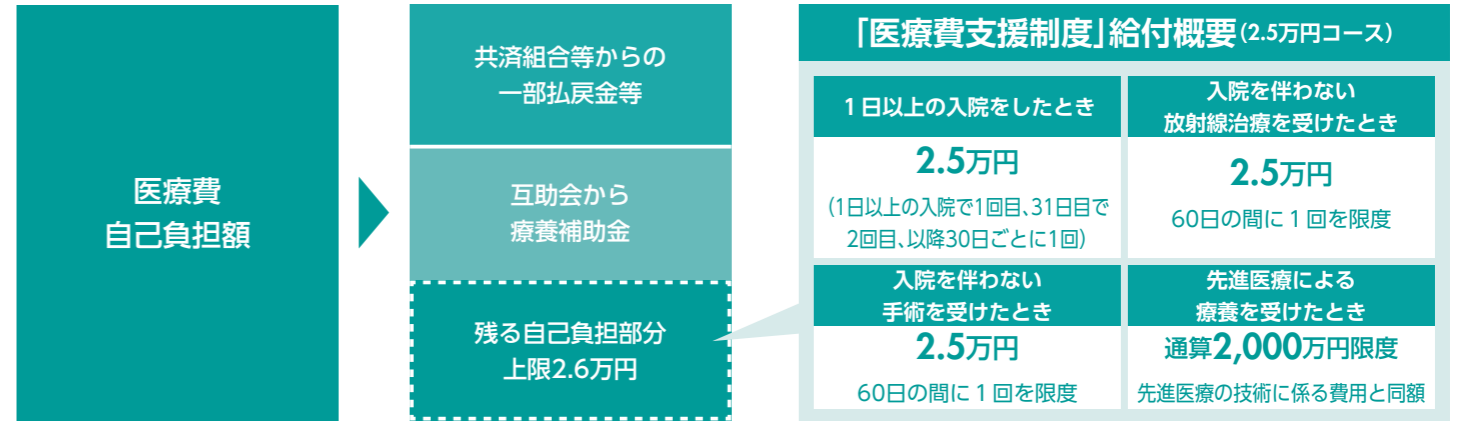 医療費
自己負担額
共済組合等からの
一部払戻金等
互助会から
療養補助金
残る自己負担部分
上限2.6万円
「医療費支援制度」給付概要(2.5万円コース)
1日以上の入院をしたとき
2.5万円
(1日以上の入院で1回目、31日目で
2回目、以降30日ごとに1回)
入院を伴わない
放射線治療を受けたとき
2.5万円
60日の間に1回を限度
入院を伴わない
手術を受けたとき
2.5万円
60日の間に1回を限度
先進医療による
療養を受けたとき
通算2,000万円限度
先進医療の技術に係る費用と同額